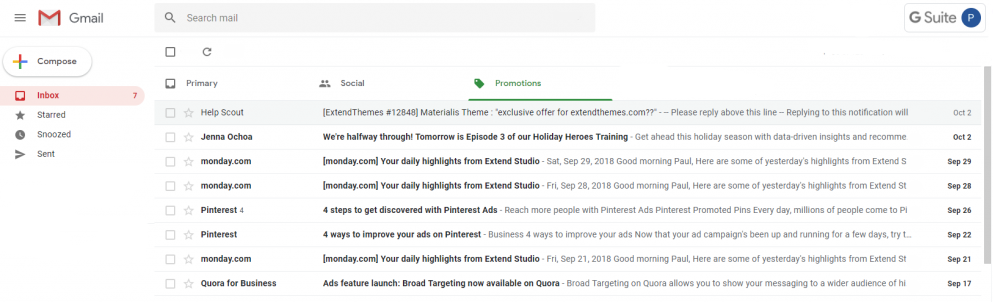 Gmail
Search mail
G Suite P
Compose
Inbox 7
Starred
Snoozed
Sent
Primary Social Promotions
Help Scout [ExtendThemes #12848] Materialis Theme : "exclusive offer for extendthemes.com??" - -- Please reply above this line -- Replying to this notification will Oct 2
Jenna Ochoa We're halfway through! Tomorrow is Episode 3 of our Holiday Heroes Training - Get ahead this holiday season with data-driven insights and recomme Oct 2
monday.com [monday.com] Your daily highlights from Extend Studio - Sat, Sep 29, 2018 Good morning Paul, Here are some of yesterday's highlights from Extend S Sep 29
monday.com [monday.com] Your daily highlights from Extend Studio - Fri, Sep 28, 2018 Good morning Paul, Here are some of yesterday's highlights from Extend St Sep 28
Pinterest 4 4 steps to get discovered with Pinterest Ads - Reach more people with Pinterest Ads Pinterest Promoted Pins Every day, millions of people come to Pi Sep 26
Pinterest 4 ways to improve your ads on Pinterest - Business 4 ways to improve your ads Now that your ad campaign's been up and running for a few days, try t... Sep 22
monday.com [monday.com] Your daily highlights from Extend Studio - Fri, Sep 21, 2018 Good morning Paul, Here are some of yesterday's highlights from Extend St Sep 21
Quora for Business Ads feature launch: Broad Targeting now available on Quora - Broad Targeting on Quora allows you to show your messaging to a wider audience of hi Sep 17